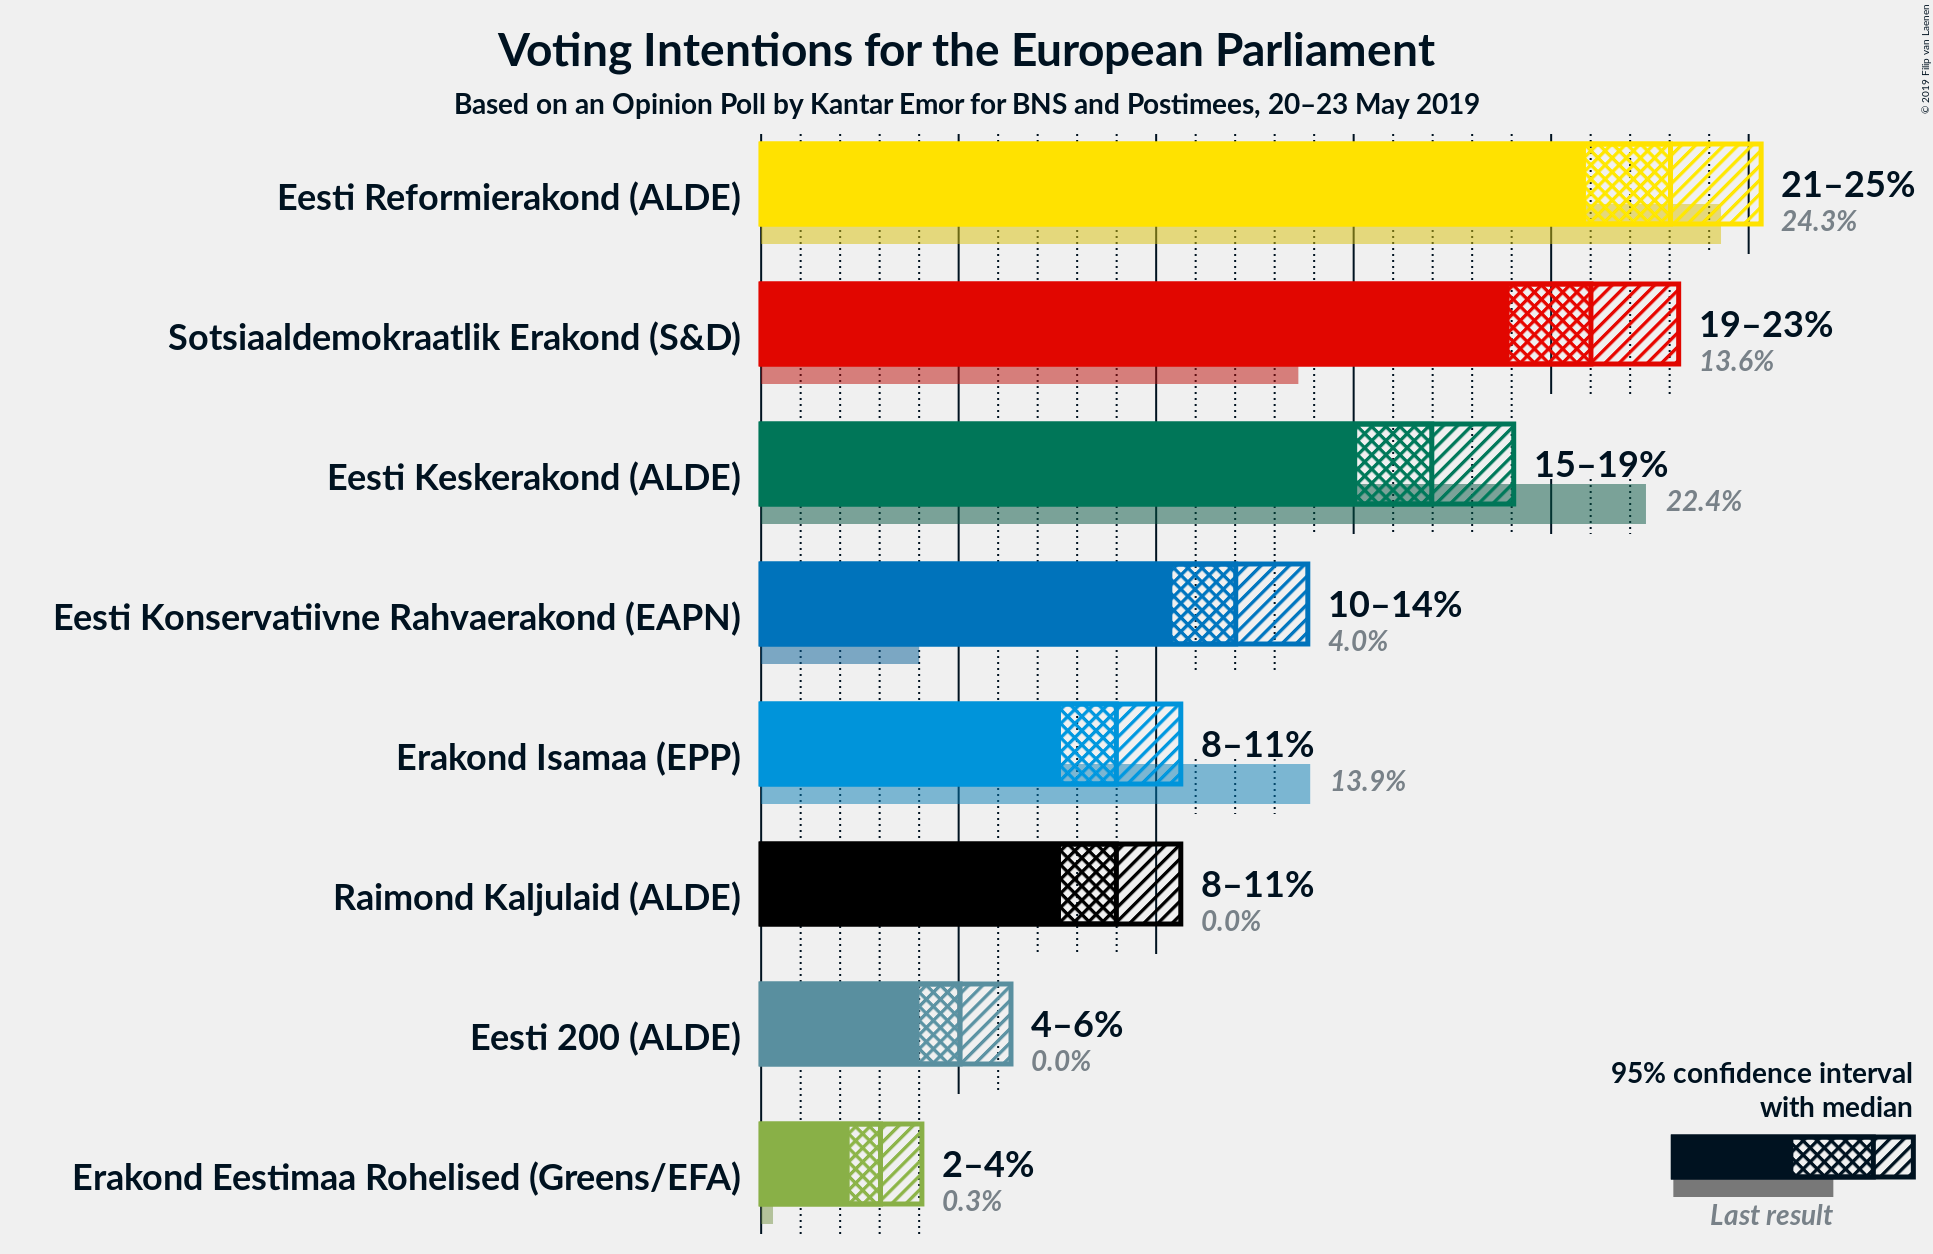 Voting Intentions for the European Parliament
Based on an Opinion Poll by Kantar Emor for BNS and Postimees, 20–23 May 2019
© 2019 Filip van Laenen
Eesti Reformierakond (ALDE)
21–25%
24.3%
Sotsiaaldemokraatlik Erakond (S&D)
19–23%
13.6%
Eesti Keskerakond (ALDE)
15–19%
22.4%
Eesti Konservatiivne Rahvaerakond (EAPN)
10–14%
4.0%
Erakond Isamaa (EPP)
8–11%
13.9%
Raimond Kaljulaid (ALDE)
8–11%
0.0%
Eesti 200 (ALDE)
4–6%
0.0%
Erakond Eestimaa Rohelised (Greens/EFA)
2–4%
0.3%
95% confidence interval
with median
Last result